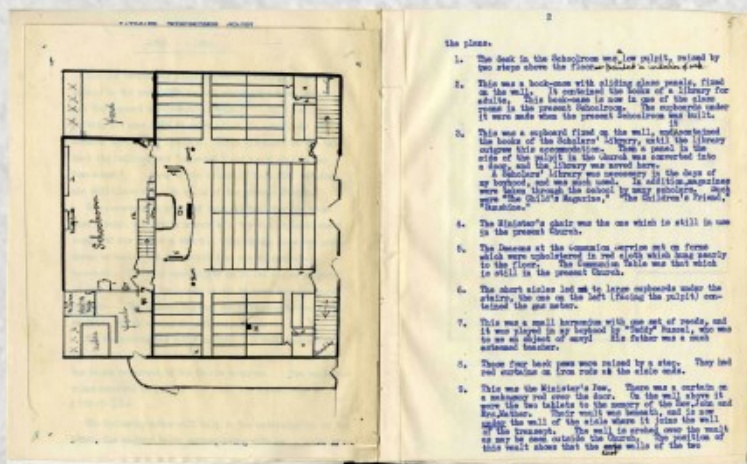 Yard
Schoolroom
Yard
2
the plans.
1. The desk in the Schoolroom was a low pulpit, raised by
two steps above the floor
2. This was a book-case with sliding glass panels, fixed
on the wall. It contained the books of a library for
adults. This book-case is now in one of the class
rooms in the present Schoolroom. The cupboards under
it were made when the present Schoolroom was built.
3. This was a cupboard fixed on the wall, and it contained
the books of the Scholars' Library, until the library
outgrew this accommodation. Then a panel in the
side of the pulpit in the Church was converted into
a door, and the library was moved here.
A Scholars' Library was necessary in the days of
my boyhood, and was much used. In addition, magazines
were taken through the school by many scholars. Such
were "The Child's Magazine," "The Children's Friend,"
"Sunshine."
4. The Minister's chair was the one which is still in use
in the present Church.
5. The Deacons at the Communion Service sat on forms
which were upholstered in red cloth which hung nearly
to the floor. The Communion Table was that which
is still in the present Church.
6. The short aisles led to large cupboards under the
stairs, the one on the left (facing the pulpit) con-
tained the gas meter.
7. This was a small harmonium with one set of reeds, and
it was played in my boyhood by "Teddy" Russel, who was
to me an object of envy! His father was a much
esteemed teacher.
8. These four back pews were raised by a step. They had
red curtains on iron rods at the aisle ends.
9. This was the Minister's Pew. There was a curtain on
a mahogany rod over the door. On the wall above it
were the two tablets to the memory of the Rev. John and
Mrs. Mather. Their vault was beneath, and is now
under the wall of the aisle where it joins the wall
of the transept. The wall is arched over the vault
as may be seen outside the Church. The position of
this vault shows that the walls of the two